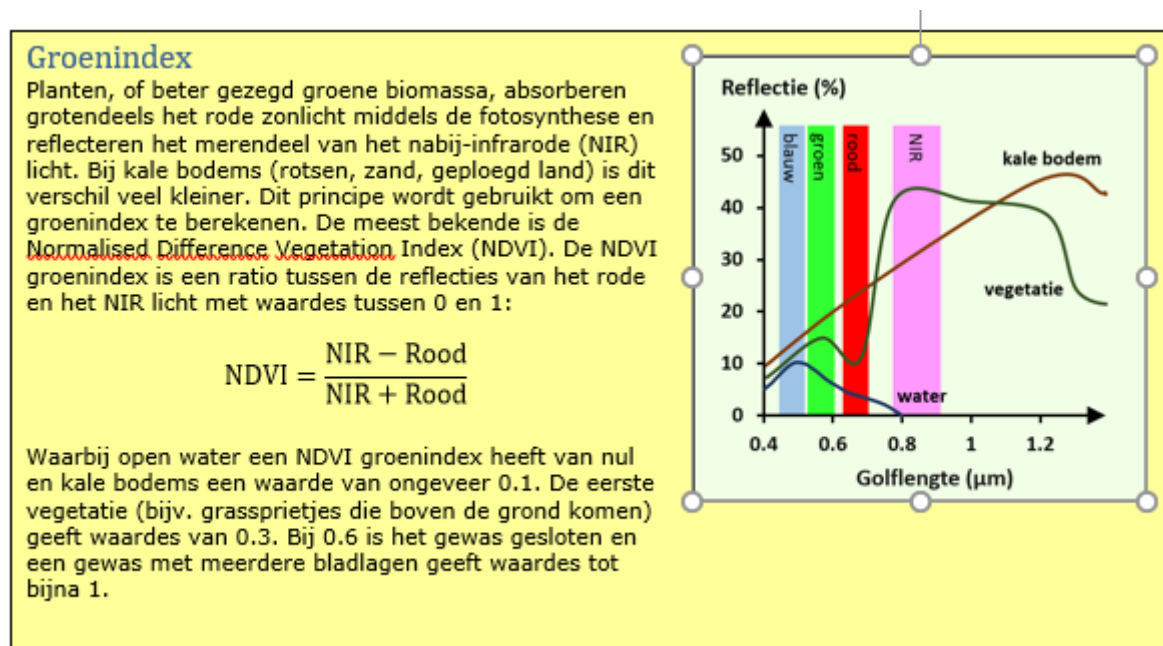 Groenindex
Planten, of beter gezegd groene biomassa, absorberen
grotendeels het rode zonlicht middels de fotosynthese en
reflecteren het merendeel van het nabij-infrarode (NIR)
licht. Bij kale bodems (rotsen, zand, geploegd land) is dit
verschil veel kleiner. Dit principe wordt gebruikt om een
groenindex te berekenen. De meest bekende is de
Normalised Difference Vegetation Index (NDVI). De NDVI
groenindex is een ratio tussen de reflecties van het rode
en het NIR licht met waardes tussen 0 en 1:
NDVI = (NIR − Rood) / (NIR + Rood)
Waarbij open water een NDVI groenindex heeft van nul
en kale bodems een waarde van ongeveer 0.1. De eerste
vegetatie (bijv. grassprietjes die boven de grond komen)
geeft waardes van 0.3. Bij 0.6 is het gewas gesloten en
een gewas met meerdere bladlagen geeft waardes tot
bijna 1.
Reflectie (%)
blauw
groen
rood
NIR
50
40
30
20
10
0
kale bodem
vegetatie
water
0.4 0.6 0.8 1 1.2
Golflengte (µm)